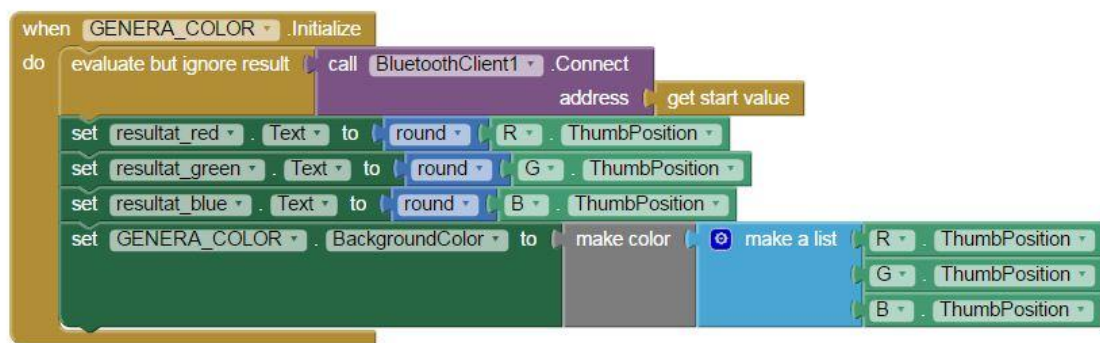 when GENERA_COLOR .Initialize
do evaluate but ignore result call BluetoothClient1 .Connect
address get start value
set resultat_red . Text to round R . ThumbPosition
set resultat_green . Text to round G . ThumbPosition
set resultat_blue . Text to round B . ThumbPosition
set GENERA_COLOR . BackgroundColor to make color make a list R . ThumbPosition
G . ThumbPosition
B . ThumbPosition